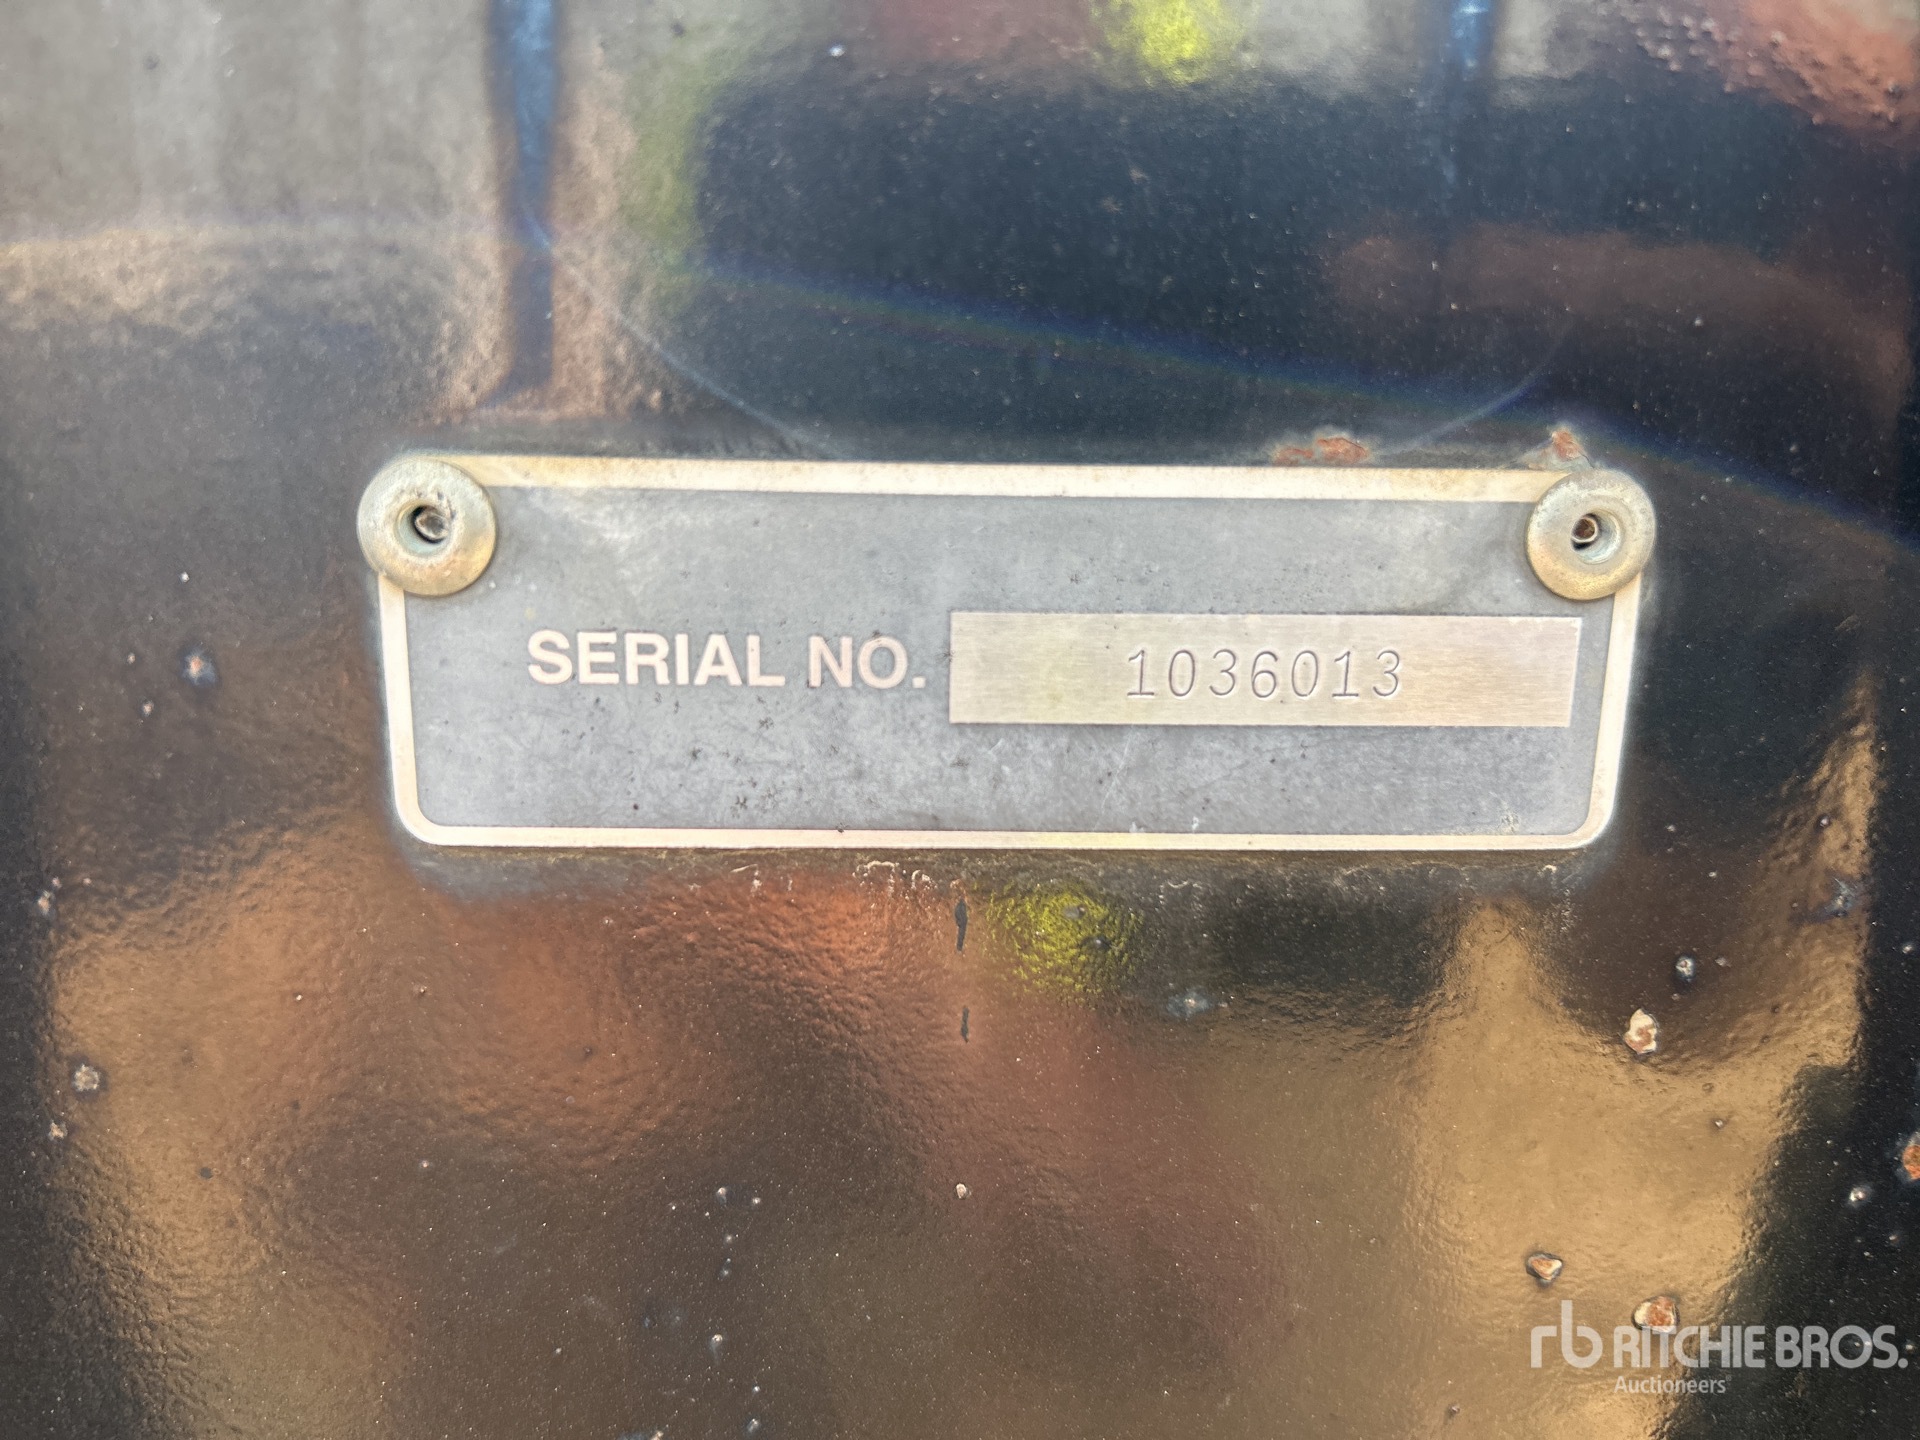 SERIAL NO. 1036013
rb RITCHIE BROS.
Auctioneers